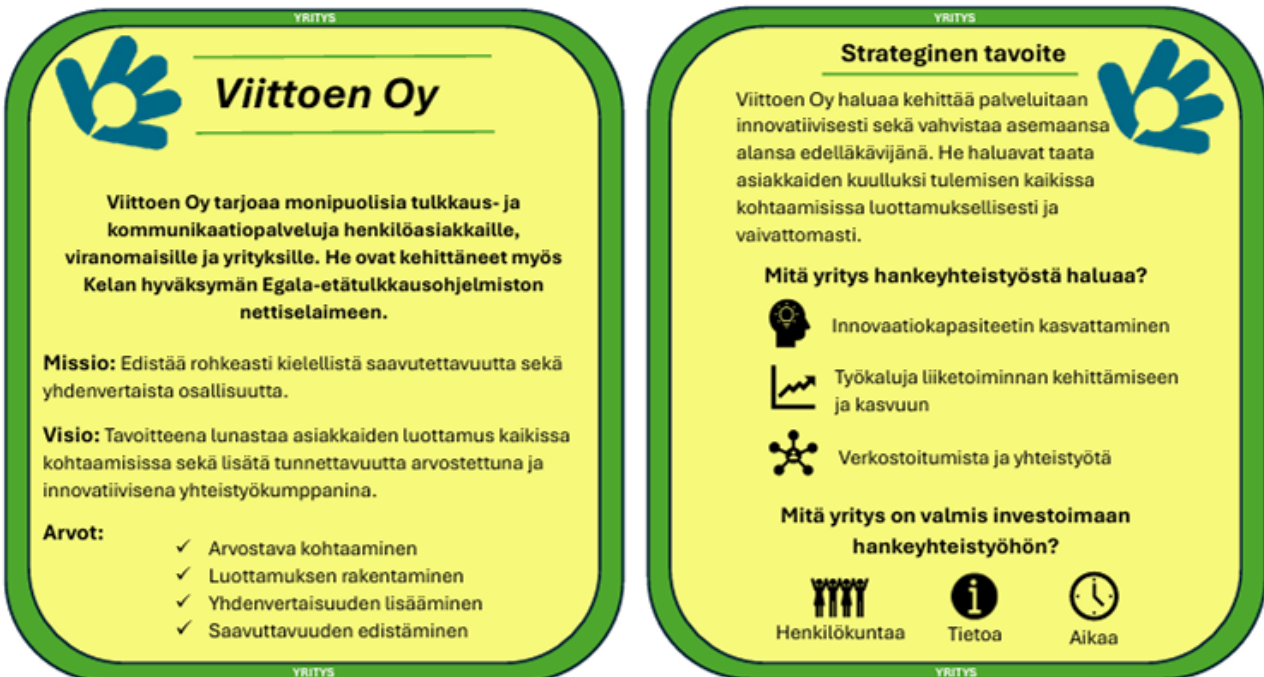 YRITYS
Viittoen Oy
Viittoen Oy tarjoaa monipuolisia tulkkaus- ja
kommunikaatiopalveluja henkilöasiakkaille,
viranomaisille ja yrityksille. He ovat kehittäneet myös
Kelan hyväksymän Egala-etätulkkausohjelmiston
nettiselaimeen.
Missio: Edistää rohkeasti kielellistä saavutettavuutta sekä
yhdenvertaista osallisuutta.
Visio: Tavoitteena lunastaa asiakkaiden luottamus kaikissa
kohtaamisissa sekä lisätä tunnettavuutta arvostettuna ja
innovatiivisena yhteistyökumppanina.
Arvot:
✓ Arvostava kohtaaminen
✓ Luottamuksen rakentaminen
✓ Yhdenvertaisuuden lisääminen
✓ Saavuttavuuden edistäminen
YRITYS
YRITYS
Strateginen tavoite
Viittoen Oy haluaa kehittää palveluitaan
innovatiivisesti sekä vahvistaa asemaansa
alansa edelläkävijänä. He haluavat taata
asiakkaiden kuulluksi tulemisen kaikissa
kohtaamisissa luottamuksellisesti ja
vaivattomasti.
Mitä yritys hankeyhteistyöstä haluaa?
Innovaatiokapasiteetin kasvattaminen
Työkaluja liiketoiminnan kehittämiseen
ja kasvuun
Verkostoitumista ja yhteistyötä
Mitä yritys on valmis investoimaan
hankeyhteistyöhön?
Henkilökuntaa
Tietoa
Aikaa
YRITYS